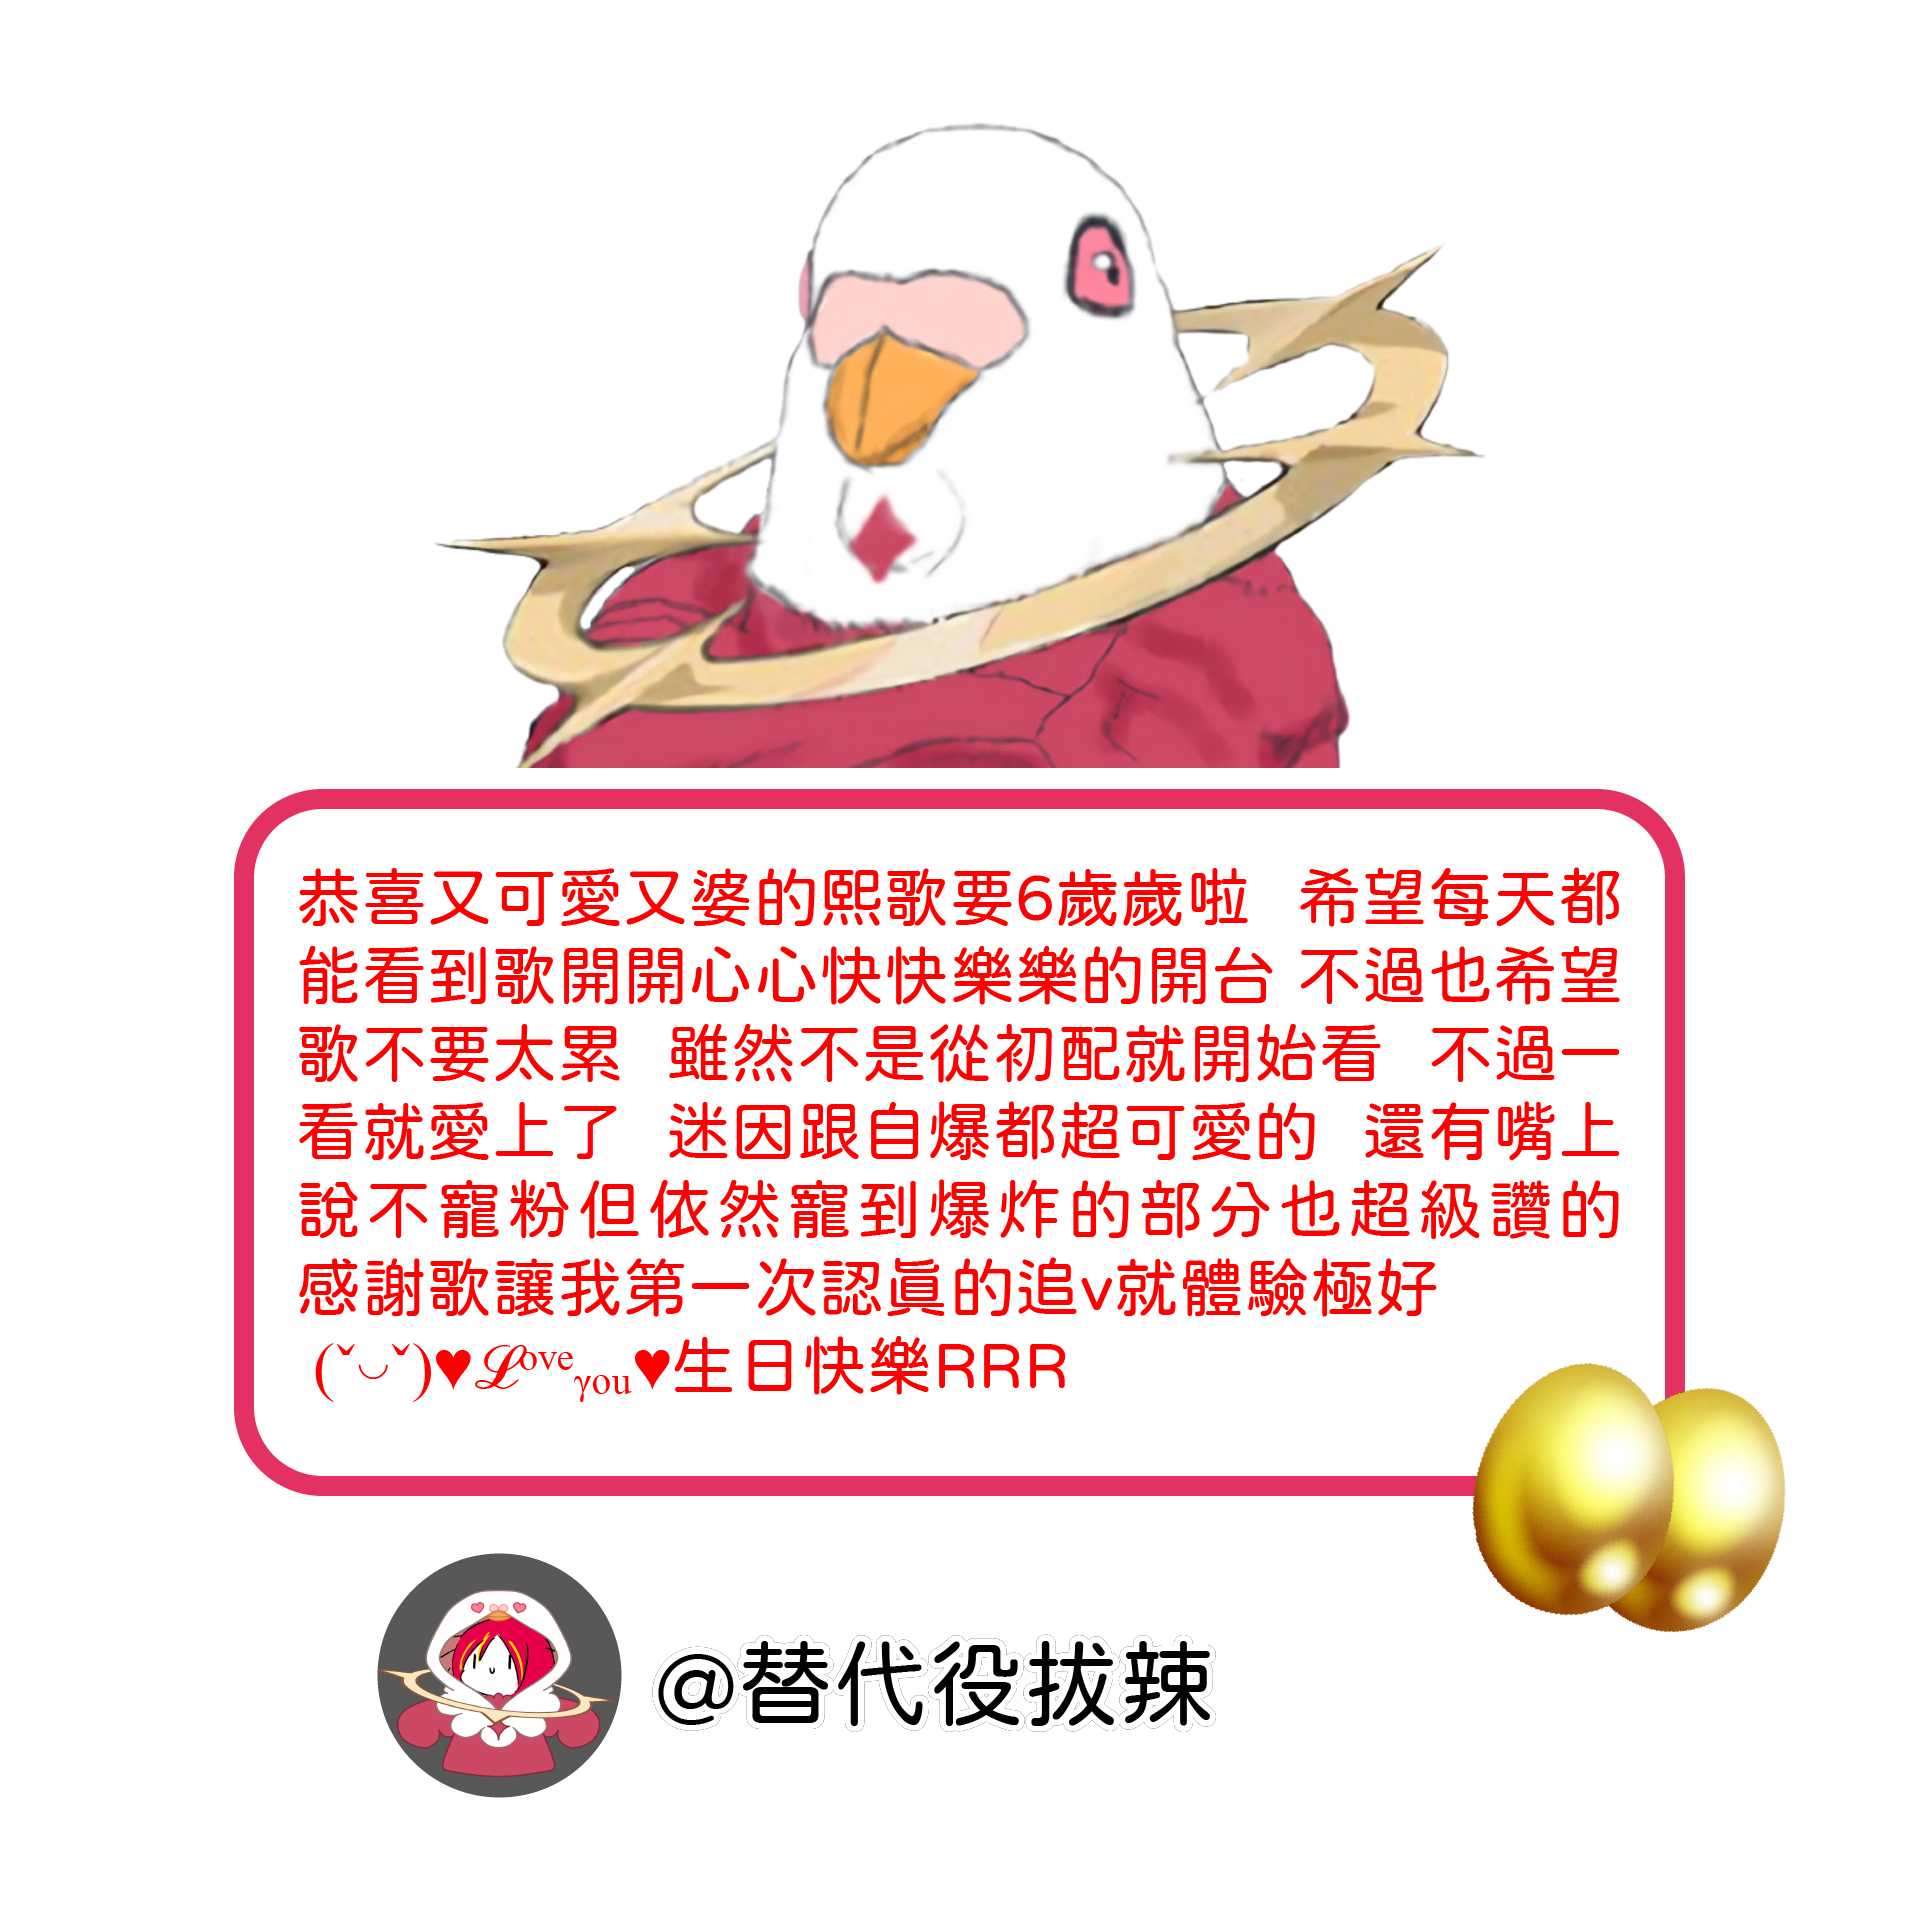 恭喜又可愛又婆的熙歌要6歲歲啦 希望每天都
能看到歌開開心心快快樂樂的開台 不過也希望
歌不要太累 雖然不是從初配就開始看 不過一
看就愛上了 迷因跟自爆都超可愛的 還有嘴上
說不寵粉但依然寵到爆炸的部分也超級讚的
感謝歌讓我第一次認眞的追v就體驗極好
(˘◡˘)♥ℒᵒᵛᵉᵧₒᵤ♥生日快樂RRR
@替代役拔辣